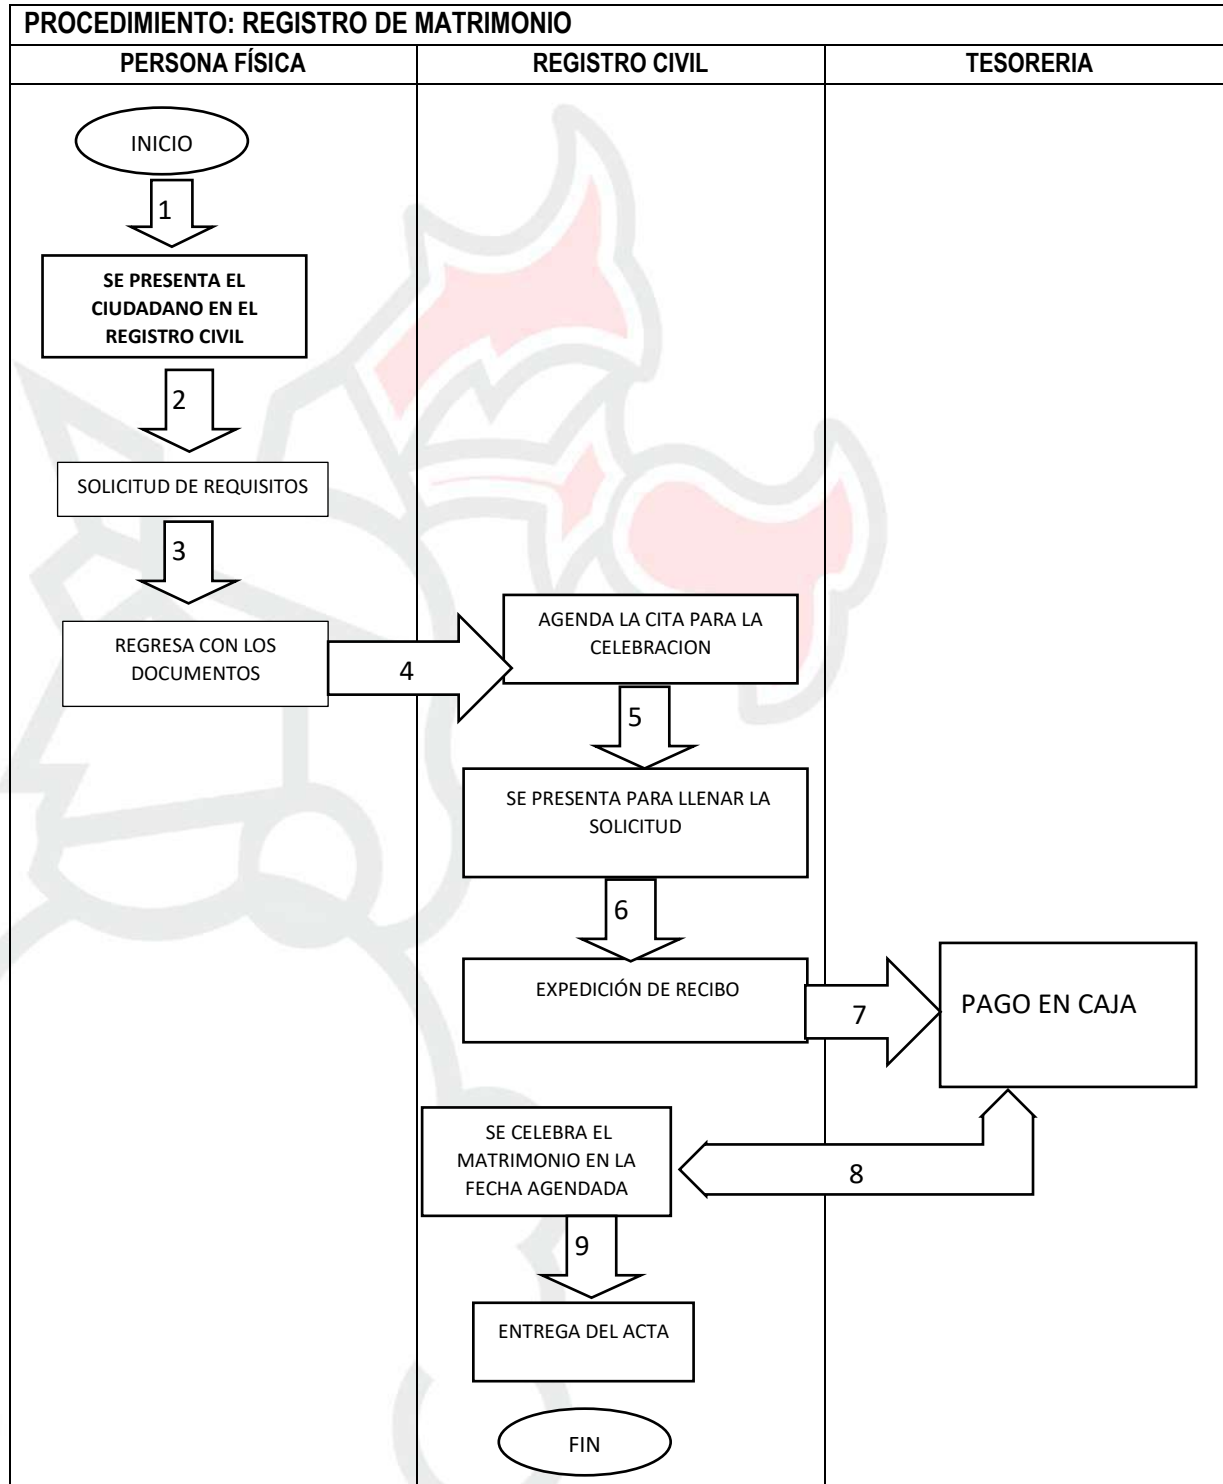 PROCEDIMIENTO: REGISTRO DE MATRIMONIO
PERSONA FÍSICA
REGISTRO CIVIL
TESORERIA
INICIO
1
SE PRESENTA EL
CIUDADANO EN EL
REGISTRO CIVIL
2
SOLICITUD DE REQUISITOS
3
REGRESA CON LOS
DOCUMENTOS
4
AGENDA LA CITA PARA LA
CELEBRACION
5
SE PRESENTA PARA LLENAR LA
SOLICITUD
6
EXPEDICIÓN DE RECIBO
7
PAGO EN CAJA
8
SE CELEBRA EL
MATRIMONIO EN LA
FECHA AGENDADA
9
ENTREGA DEL ACTA
FIN